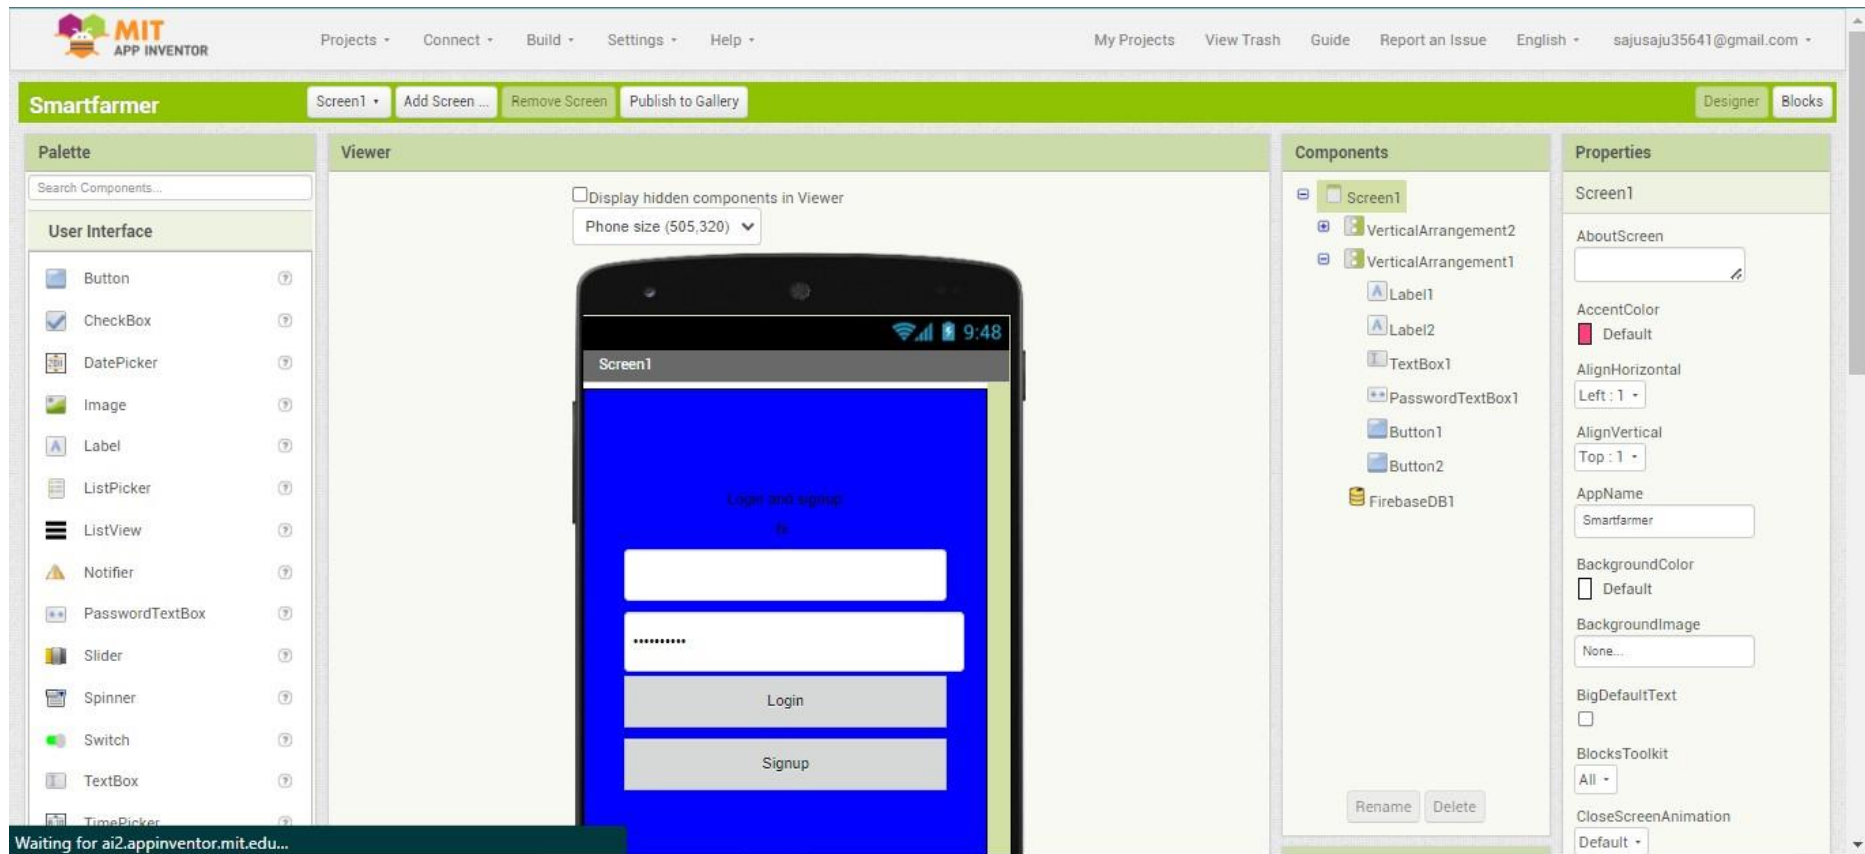 MIT
APP INVENTOR
Projects
Connect
Build
Settings
Help
My Projects
View Trash
Guide
Report an Issue
English
sajusaju35641@gmail.com
Smartfarmer
Screen1
Add Screen ...
Remove Screen
Publish to Gallery
Designer
Blocks
Palette
Search Components...
User Interface
Button
CheckBox
DatePicker
Image
Label
ListPicker
ListView
Notifier
PasswordTextBox
Slider
Spinner
Switch
TextBox
TimePicker
Waiting for ai2.appinventor.mit.edu...
Viewer
Display hidden components in Viewer
Phone size (505,320)
9:48
Screen1
Login and signup
••••••••••
Login
Signup
Components
Screen1
VerticalArrangement2
VerticalArrangement1
Label1
Label2
TextBox1
PasswordTextBox1
Button1
Button2
FirebaseDB1
Rename
Delete
Properties
Screen1
AboutScreen
AccentColor
Default
AlignHorizontal
Left : 1
AlignVertical
Top : 1
AppName
Smartfarmer
BackgroundColor
Default
BackgroundImage
None...
BigDefaultText
BlocksToolkit
All
CloseScreenAnimation
Default